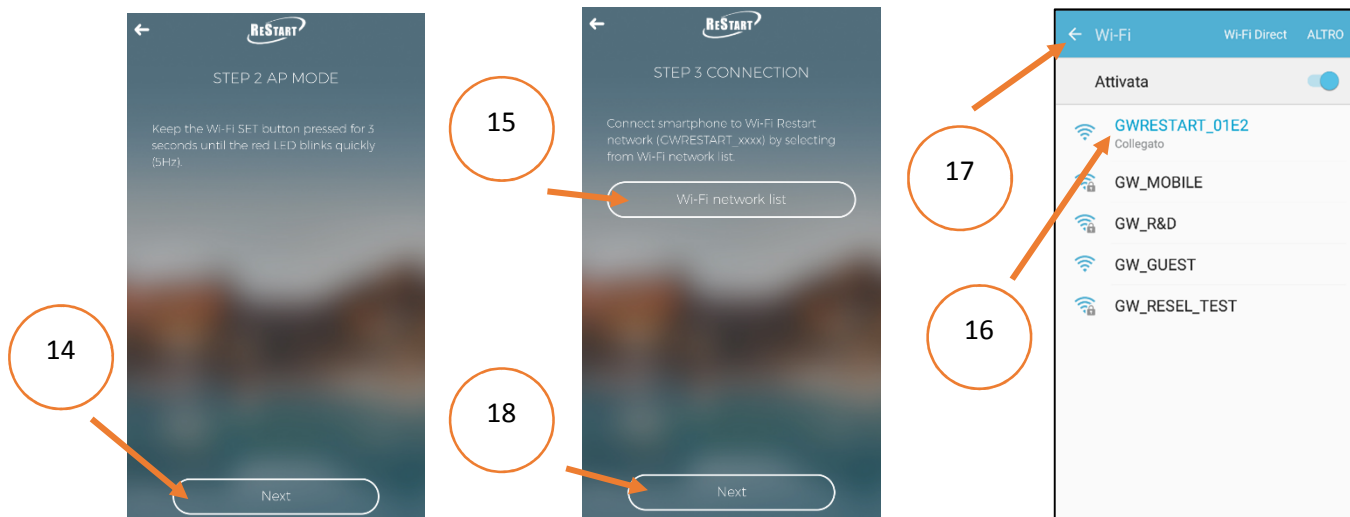 ReStart
STEP 2 AP MODE
Keep the Wi-Fi SET button pressed for 3
seconds until the red LED blinks quickly
(5Hz).
14
Next
ReStart
STEP 3 CONNECTION
15
Connect smartphone to Wi-Fi Restart
network (GWRESTART_xxxx) by selecting
from Wi-Fi network list.
Wi-Fi network list
18
Next
Wi-Fi
Wi-Fi Direct ALTRO
Attivata
17
GWRESTART_01E2
Collegato
GW_MOBILE
GW_R&D
GW_GUEST
GW_RESEL_TEST
16